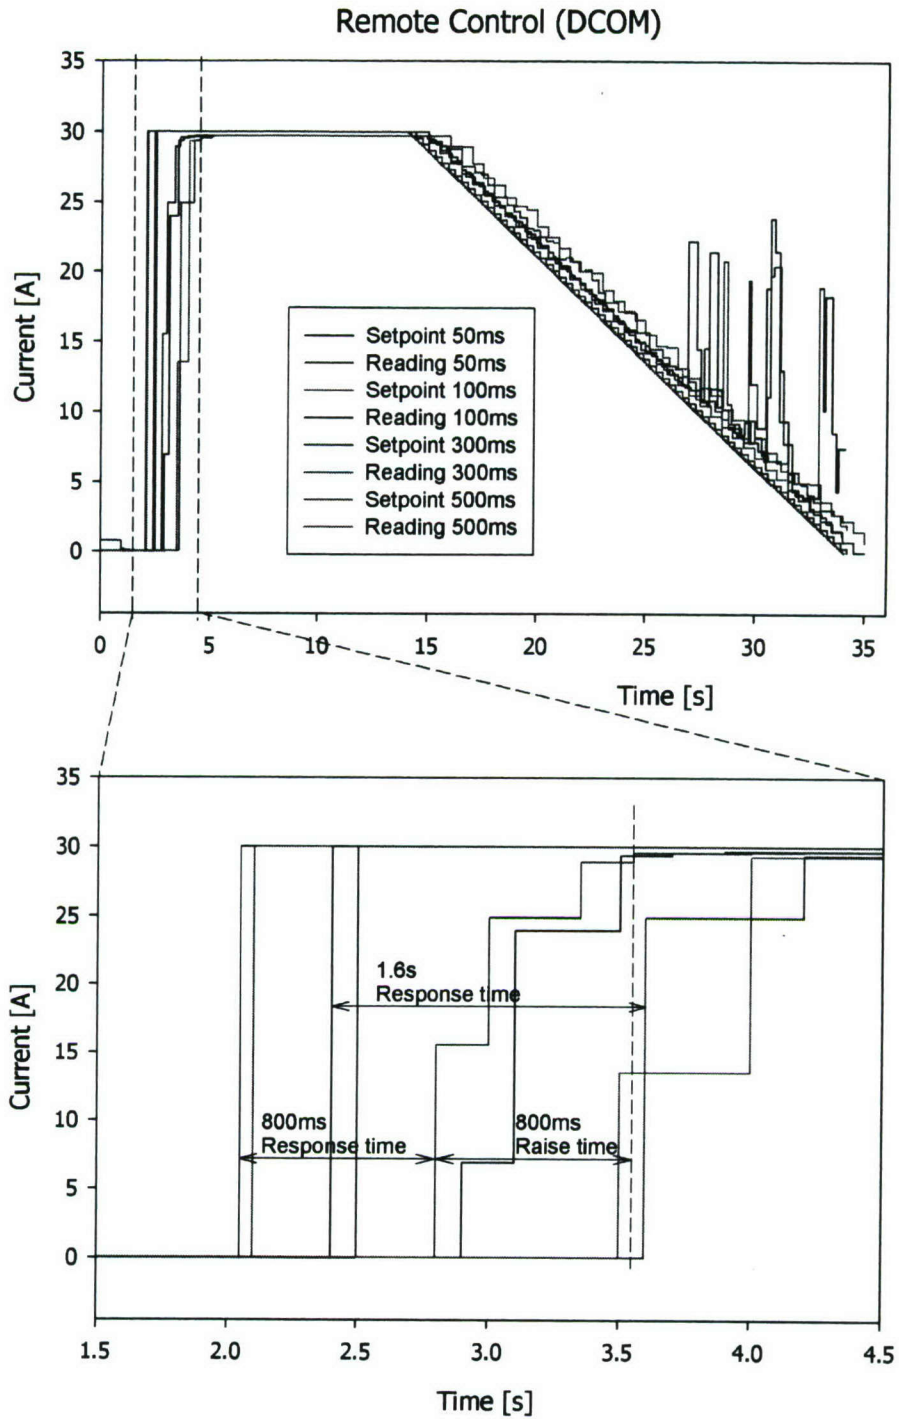 Remote Control (DCOM)
35
30
25
20
15
10
5
0
Current [A]
Setpoint 50ms
Reading 50ms
Setpoint 100ms
Reading 100ms
Setpoint 300ms
Reading 300ms
Setpoint 500ms
Reading 500ms
0 5 10 15 20 25 30 35
Time [s]
35
30
25
20
15
10
5
0
Current [A]
1.6s
Response time
800ms
Response time
800ms
Raise time
1.5 2.0 2.5 3.0 3.5 4.0 4.5
Time [s]